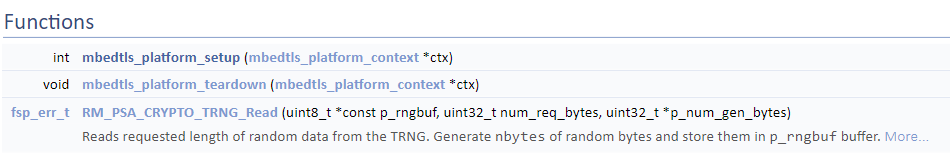 Functions
int mbedtls_platform_setup (mbedtls_platform_context *ctx)
void mbedtls_platform_teardown (mbedtls_platform_context *ctx)
fsp_err_t RM_PSA_CRYPTO_TRNG_Read (uint8_t *const p_rngbuf, uint32_t num_req_bytes, uint32_t *p_num_gen_bytes)
Reads requested length of random data from the TRNG. Generate nbytes of random bytes and store them in p_rngbuf buffer. More...